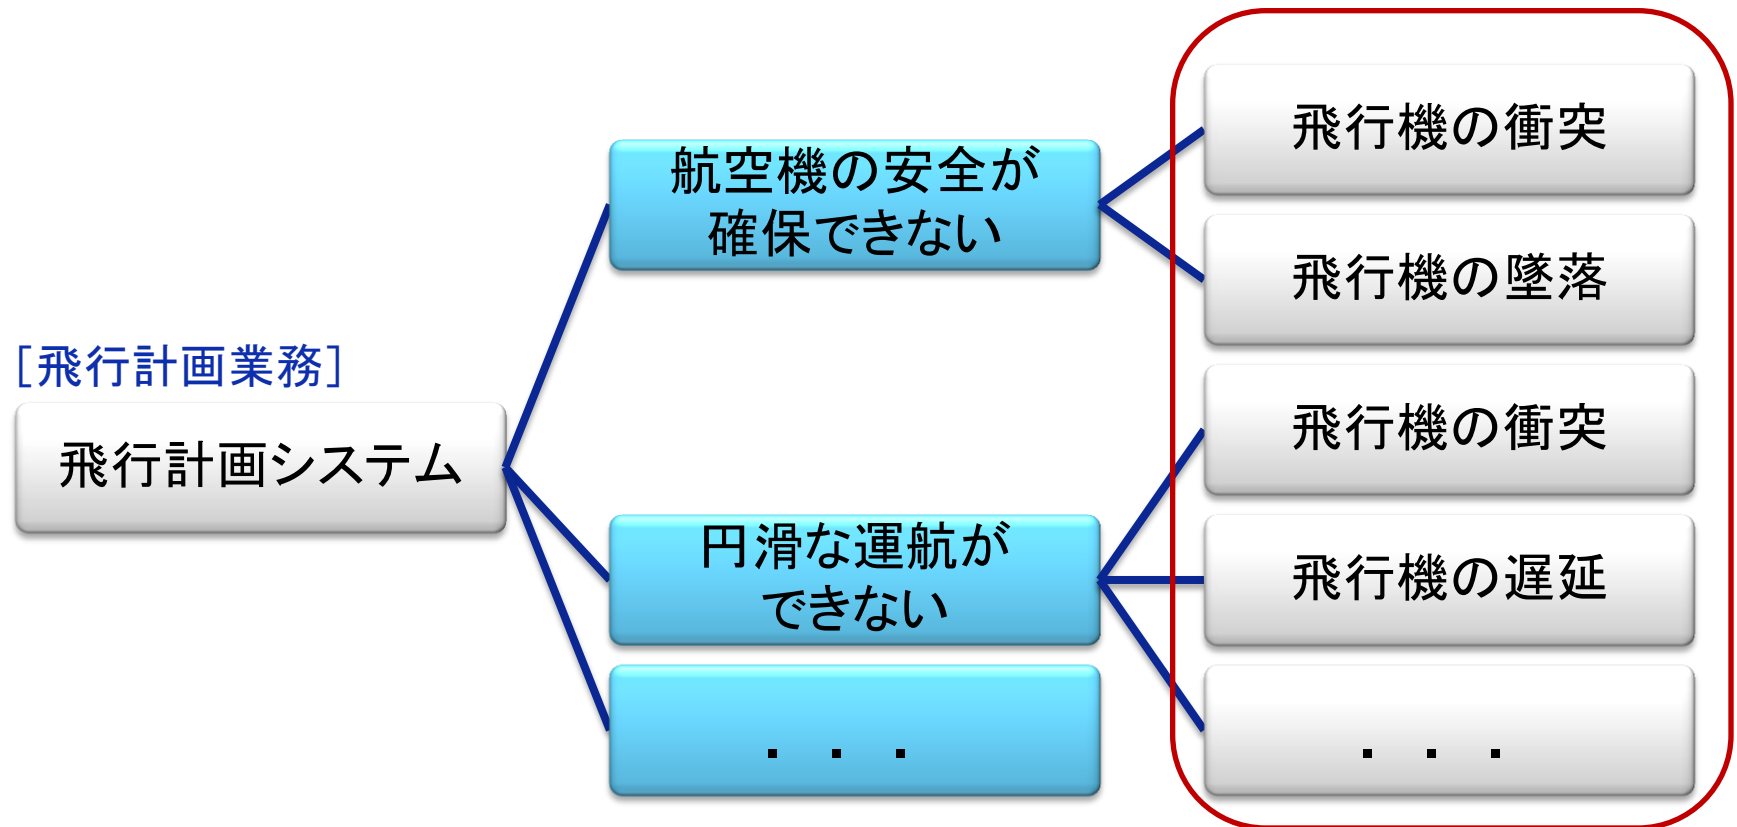 [飛行計画業務]
飛行計画システム
航空機の安全が
確保できない
円滑な運航が
できない
・・・
飛行機の衝突
飛行機の墜落
飛行機の衝突
飛行機の遅延
・・・